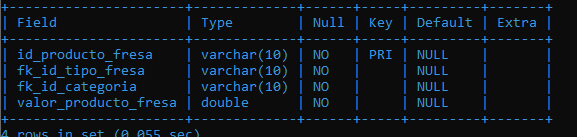 +----------------------+-------------+------+-----+---------+-------+
| Field                | Type        | Null | Key | Default | Extra |
+----------------------+-------------+------+-----+---------+-------+
| id_producto_fresa    | varchar(10) | NO   | PRI | NULL    |       |
| fk_id_tipo_fresa     | varchar(10) | NO   |     | NULL    |       |
| fk_id_categoria      | varchar(10) | NO   |     | NULL    |       |
| valor_producto_fresa | double      | NO   |     | NULL    |       |
+----------------------+-------------+------+-----+---------+-------+
4 rows in set (0.055 sec)